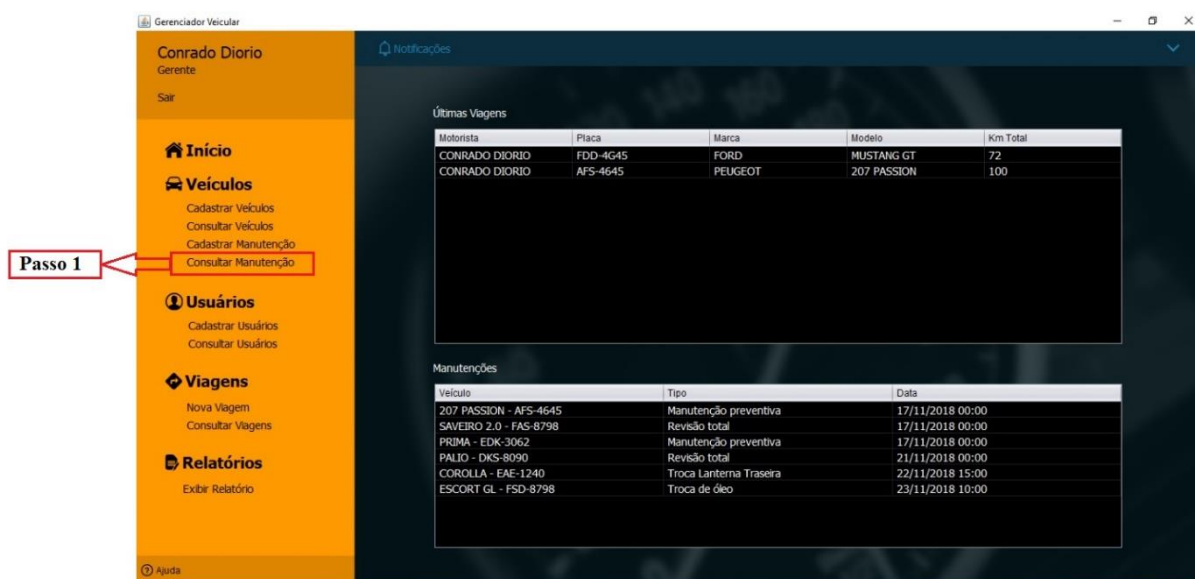 Gerenciador Veicular
Conrado Diorio
Gerente
Sair
Notificações
Início
Veículos
Cadastrar Veículos
Consultar Veículos
Cadastrar Manutenção
Passo 1
Consultar Manutenção
Usuários
Cadastrar Usuários
Consultar Usuários
Viagens
Nova Viagem
Consultar Viagens
Relatórios
Exibir Relatório
Ajuda
Últimas Viagens
Motorista Placa Marca Modelo Km Total
CONRADO DIORIO FDD-4G45 FORD MUSTANG GT 72
CONRADO DIORIO AFS-4645 PEUGEOT 207 PASSION 100
Manutenções
Veículo Tipo Data
207 PASSION - AFS-4645 Manutenção preventiva 17/11/2018 00:00
SAVEIRO 2.0 - FAS-8798 Revisão total 17/11/2018 00:00
PRIMA - EDK-3062 Manutenção preventiva 17/11/2018 00:00
PALIO - DKS-8090 Revisão total 21/11/2018 00:00
COROLLA - EAE-1240 Troca Lanterna Traseira 22/11/2018 15:00
ESCORT GL - FSD-8798 Troca de óleo 23/11/2018 10:00